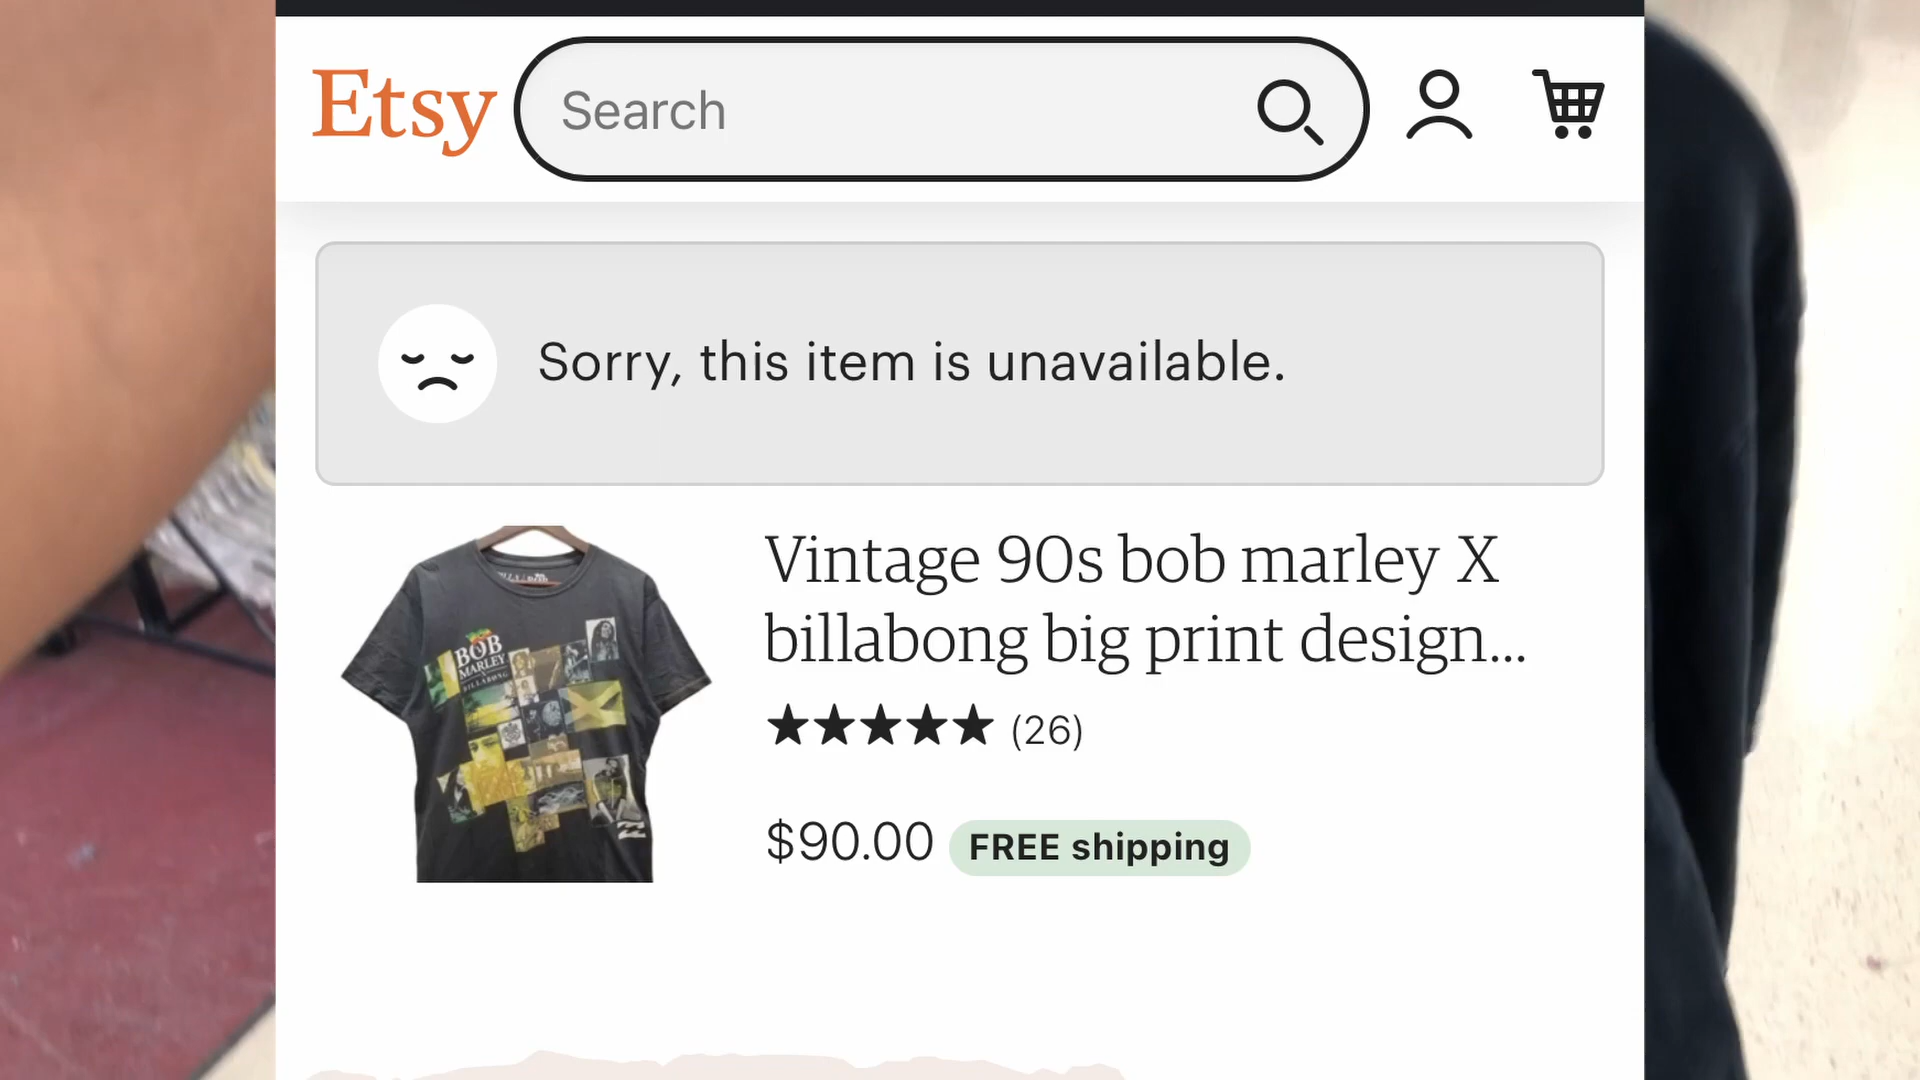 Etsy
Search
Sorry, this item is unavailable.
Vintage 90s bob marley X
billabong big print design...
(26)
$90.00 FREE shipping
BOB
MARLEY
X
BILLABONG